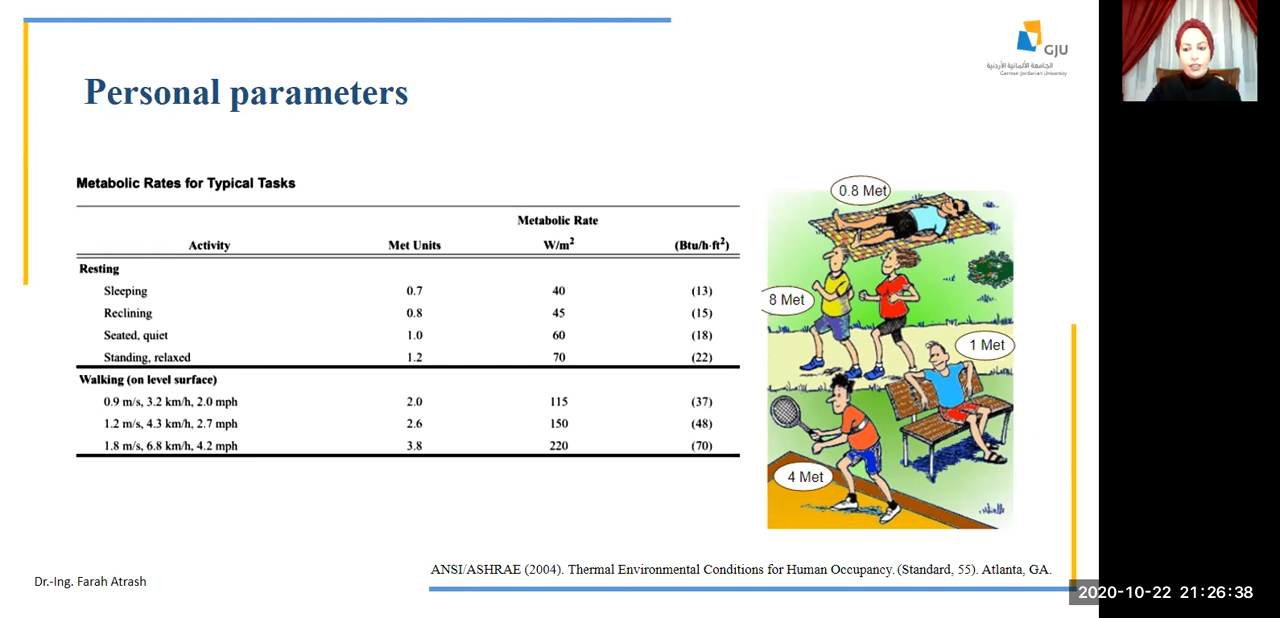 GJU
الجامعة الألمانية الأردنية
German Jordanian University
Personal parameters
Metabolic Rates for Typical Tasks
Metabolic Rate
Activity Met Units W/m² (Btu/h·ft²)
Resting
Sleeping 0.7 40 (13)
Reclining 0.8 45 (15)
Seated, quiet 1.0 60 (18)
Standing, relaxed 1.2 70 (22)
Walking (on level surface)
0.9 m/s, 3.2 km/h, 2.0 mph 2.0 115 (37)
1.2 m/s, 4.3 km/h, 2.7 mph 2.6 150 (48)
1.8 m/s, 6.8 km/h, 4.2 mph 3.8 220 (70)
0.8 Met
8 Met
1 Met
4 Met
ANSI/ASHRAE (2004). Thermal Environmental Conditions for Human Occupancy. (Standard, 55). Atlanta, GA.
Dr.-Ing. Farah Atrash
2020-10-22 21:26:38